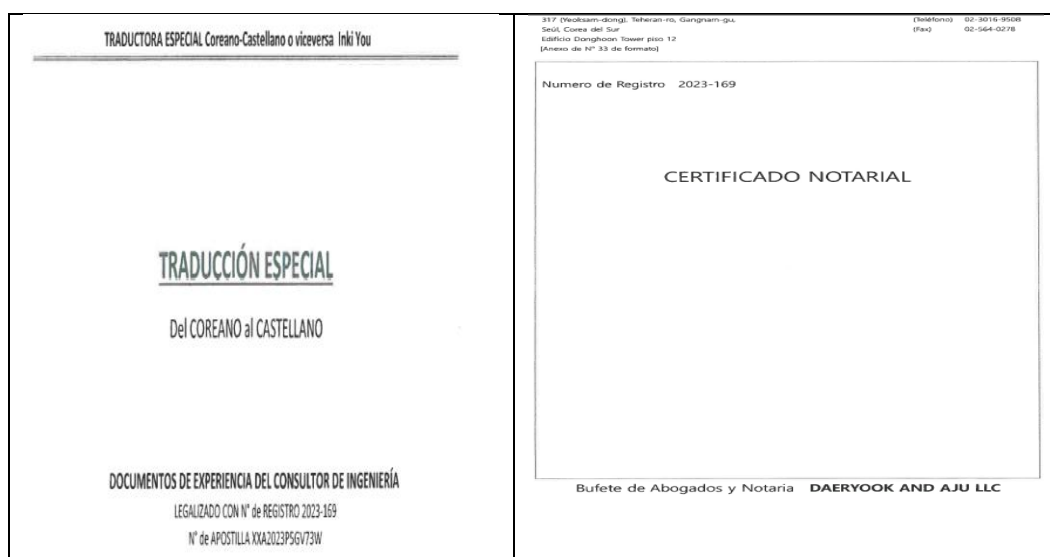 TRADUCTORA ESPECIAL Coreano-Castellano o viceversa Inki You
TRADUCCIÓN ESPECIAL
Del COREANO al CASTELLANO
DOCUMENTOS DE EXPERIENCIA DEL CONSULTOR DE INGENIERÍA
LEGALIZADO CON N° de REGISTRO 2023-169
N° de APOSTILLA XXA2023P5GV73W
317 (Yeoksam-dong), Teheran-ro, Gangnam-gu,
(Teléfono) 02-3016-9508
Seúl, Corea del Sur
(Fax) 02-564-0278
Edificio Donghoon Tower piso 12
[Anexo de N° 33 de formato]
Numero de Registro 2023-169
CERTIFICADO NOTARIAL
Bufete de Abogados y Notaria DAERYOOK AND AJU LLC